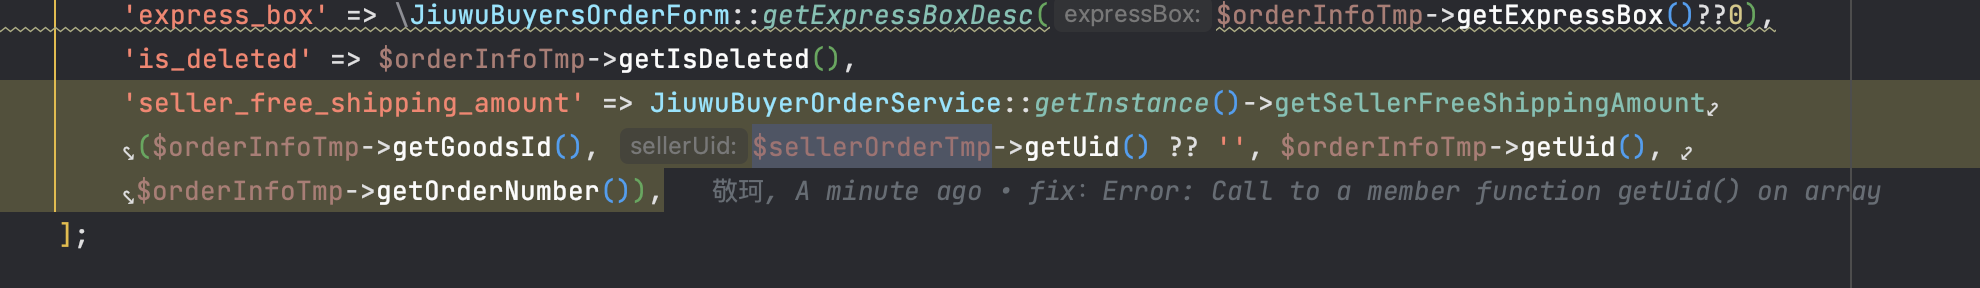 'express_box' => \JiuwuBuyersOrderForm::getExpressBoxDesc( expressBox: $orderInfoTmp->getExpressBox()??0),
'is_deleted' => $orderInfoTmp->getIsDeleted(),
'seller_free_shipping_amount' => JiuwuBuyerOrderService::getInstance()->getSellerFreeShippingAmount
($orderInfoTmp->getGoodsId(), sellerUid: $sellerOrderTmp->getUid() ?? '', $orderInfoTmp->getUid(),
$orderInfoTmp->getOrderNumber()), 敬珂, A minute ago • fix: Error: Call to a member function getUid() on array
];